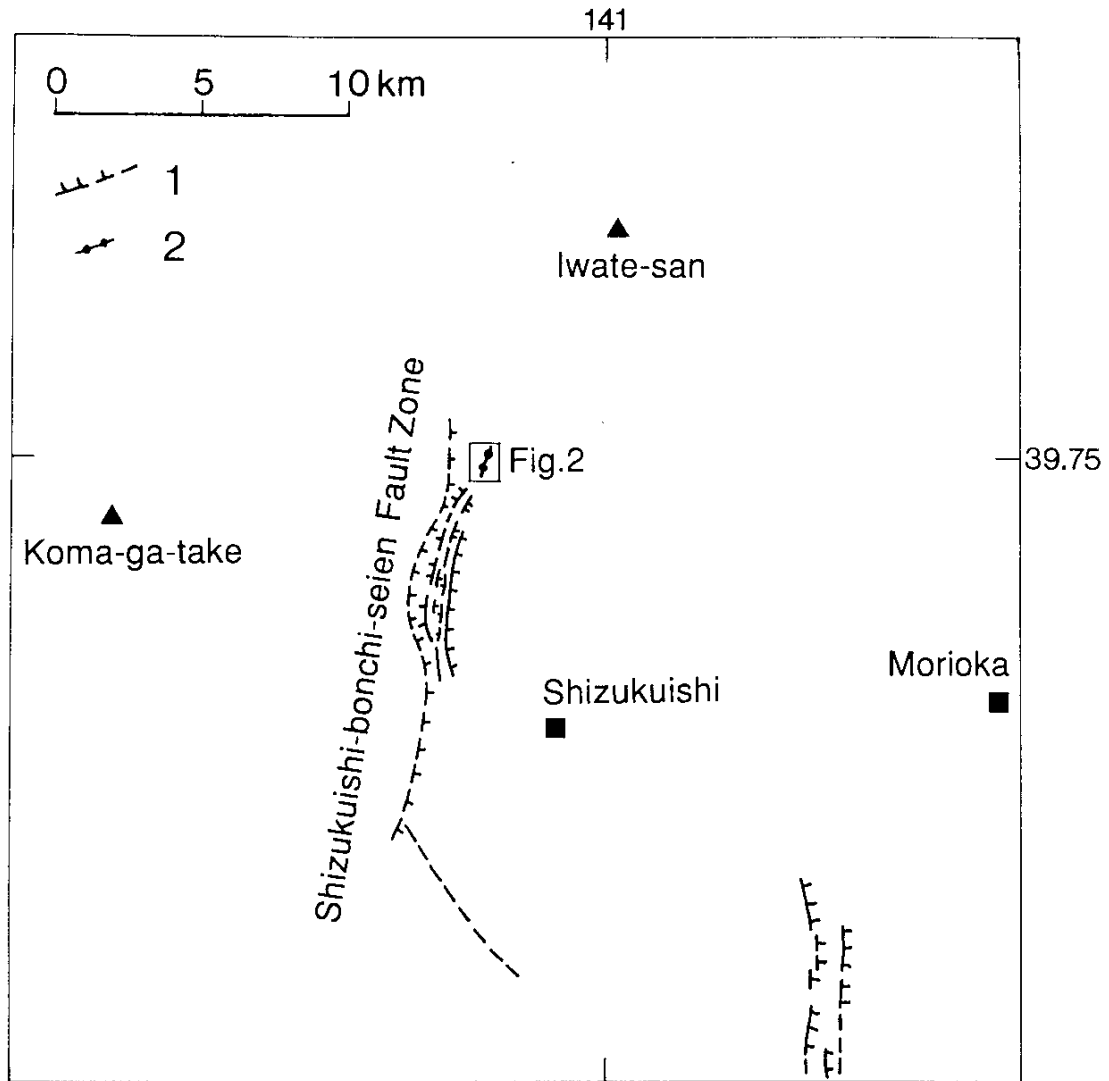 141
0 5 10 km
1
2
Iwate-san
Shizukuishi-bonchi-seien Fault Zone
Fig.2
39.75
Koma-ga-take
Morioka
Shizukuishi